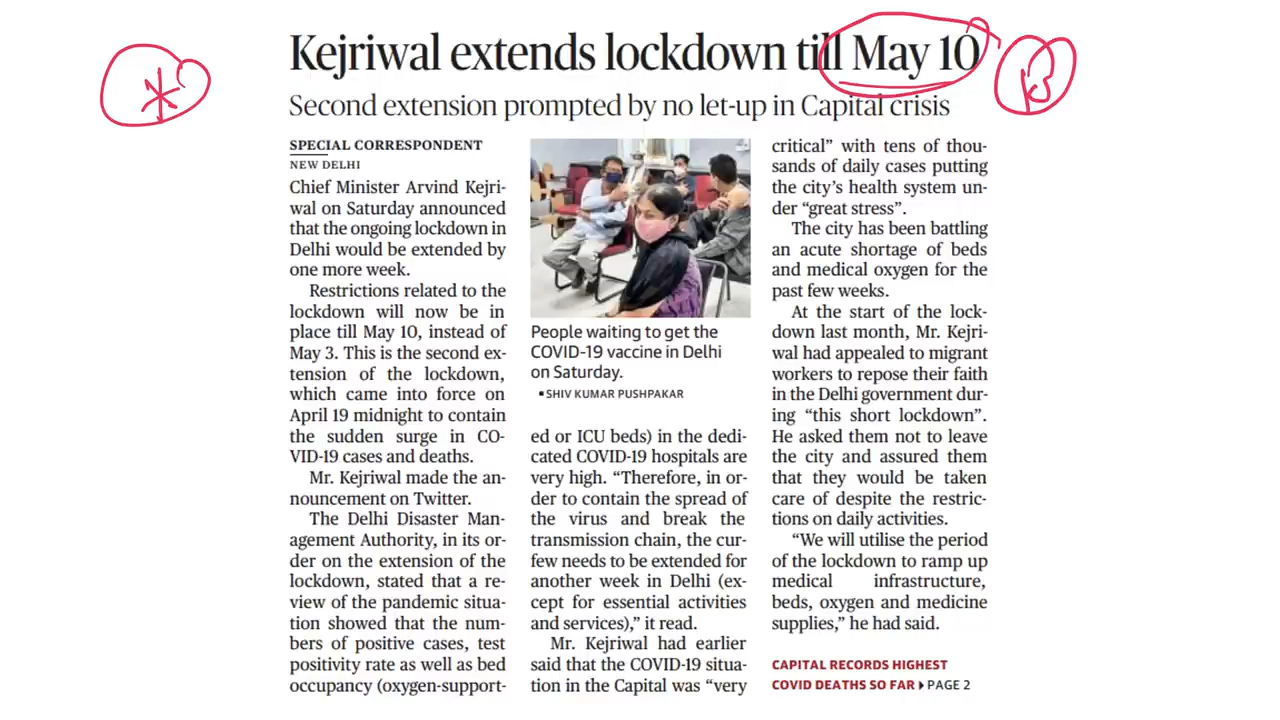 Kejriwal extends lockdown till May 10
Second extension prompted by no let-up in Capital crisis
SPECIAL CORRESPONDENT
NEW DELHI
Chief Minister Arvind Kejri-
wal on Saturday announced
that the ongoing lockdown in
Delhi would be extended by
one more week.
Restrictions related to the
lockdown will now be in
place till May 10, instead of
May 3. This is the second ex-
tension of the lockdown,
which came into force on
April 19 midnight to contain
the sudden surge in CO-
VID-19 cases and deaths.
Mr. Kejriwal made the an-
nouncement on Twitter.
The Delhi Disaster Man-
agement Authority, in its or-
der on the extension of the
lockdown, stated that a re-
view of the pandemic situa-
tion showed that the num-
bers of positive cases, test
positivity rate as well as bed
occupancy (oxygen-support-
People waiting to get the
COVID-19 vaccine in Delhi
on Saturday.
▪ SHIV KUMAR PUSHPAKAR
ed or ICU beds) in the dedi-
cated COVID-19 hospitals are
very high. “Therefore, in or-
der to contain the spread of
the virus and break the
transmission chain, the cur-
few needs to be extended for
another week in Delhi (ex-
cept for essential activities
and services),” it read.
Mr. Kejriwal had earlier
said that the COVID-19 situa-
tion in the Capital was “very
critical” with tens of thou-
sands of daily cases putting
the city’s health system un-
der “great stress”.
The city has been battling
an acute shortage of beds
and medical oxygen for the
past few weeks.
At the start of the lock-
down last month, Mr. Kejri-
wal had appealed to migrant
workers to repose their faith
in the Delhi government dur-
ing “this short lockdown”.
He asked them not to leave
the city and assured them
that they would be taken
care of despite the restric-
tions on daily activities.
“We will utilise the period
of the lockdown to ramp up
medical infrastructure,
beds, oxygen and medicine
supplies,” he had said.
CAPITAL RECORDS HIGHEST
COVID DEATHS SO FAR ▸ PAGE 2